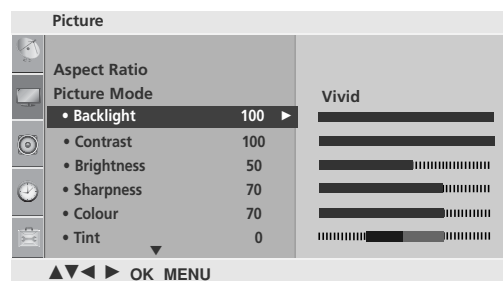 Picture
Aspect Ratio
Picture Mode Vivid
• Backlight 100 ►
• Contrast 100
• Brightness 50
• Sharpness 70
• Colour 70
• Tint 0
▼
▲▼◄ ► OK MENU